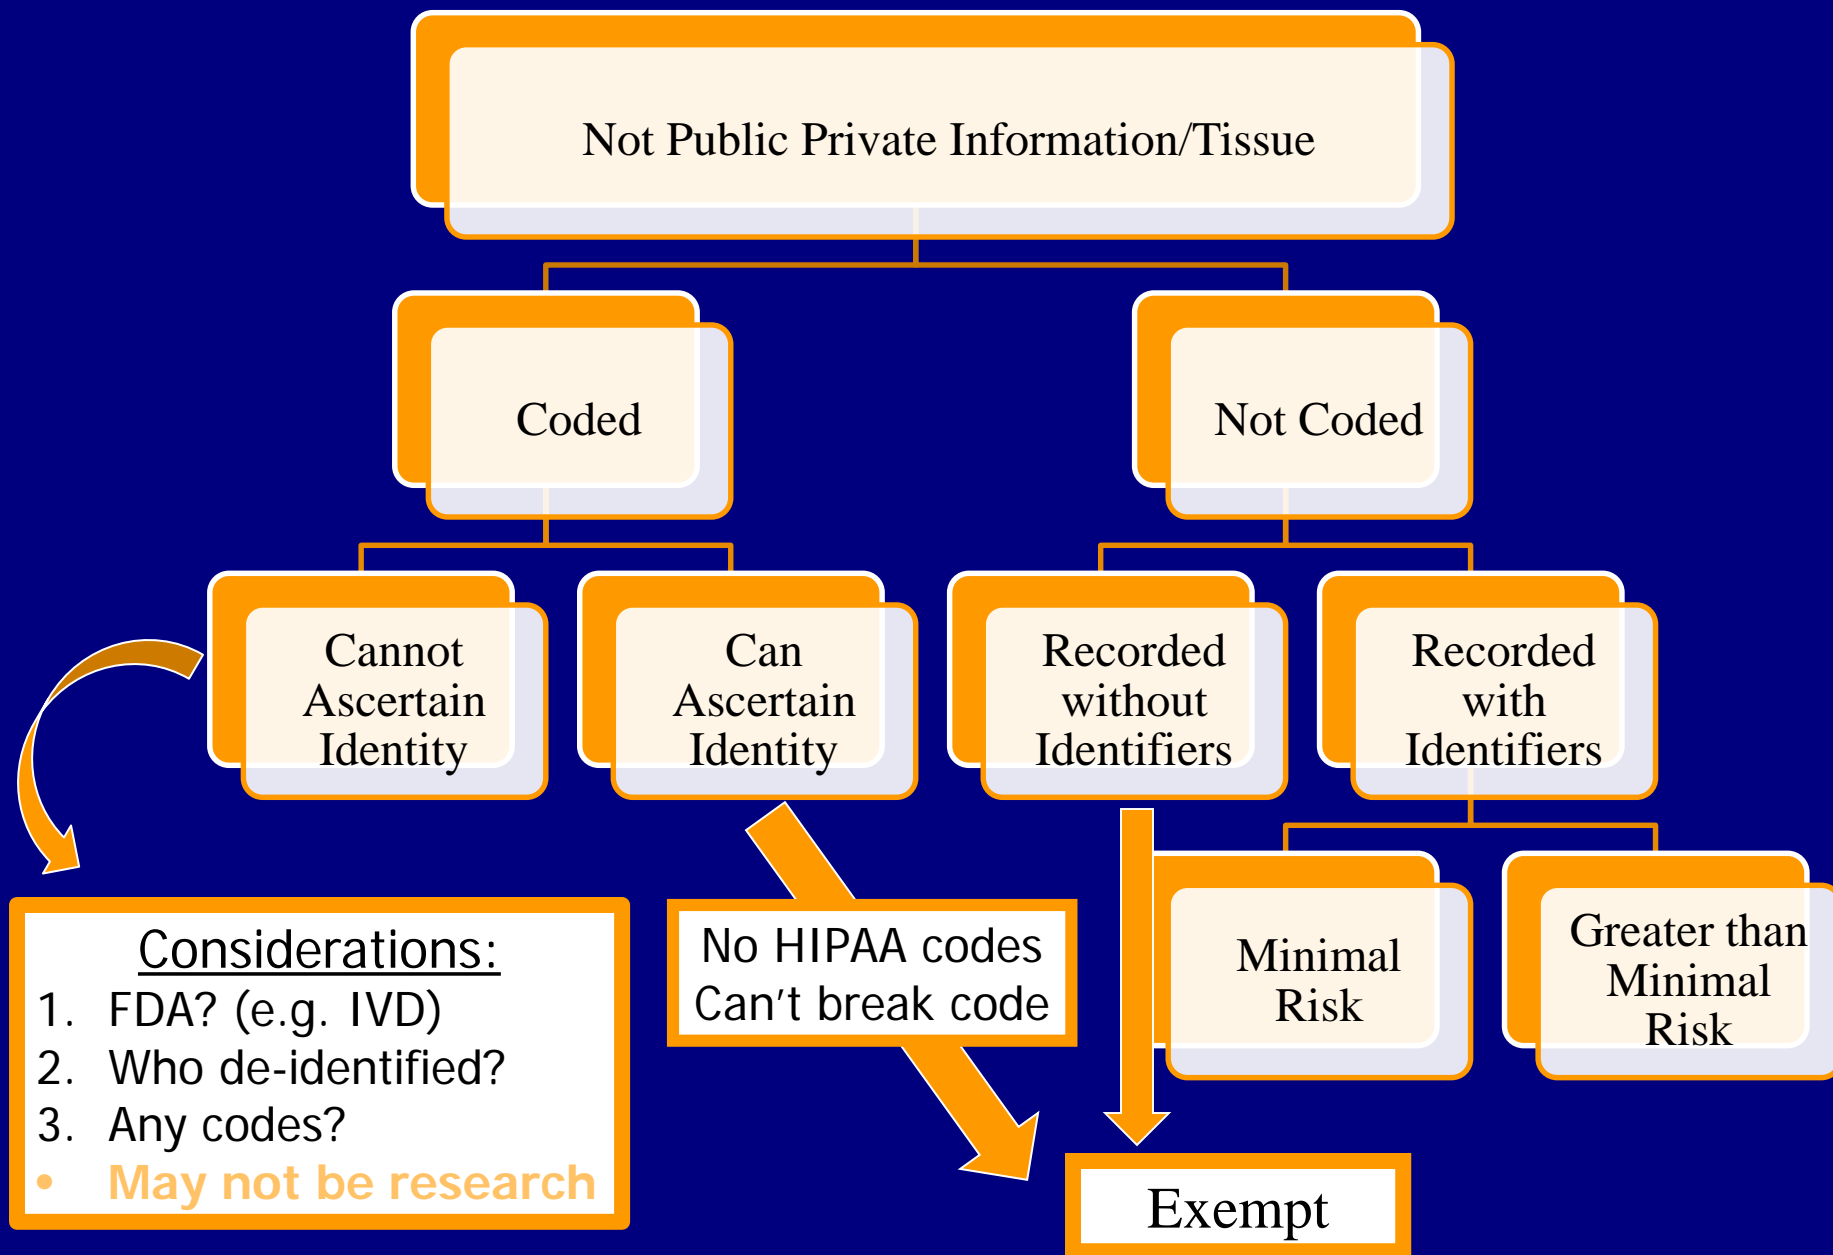 Not Public Private Information/Tissue
Coded
Not Coded
Cannot
Ascertain
Identity
Can
Ascertain
Identity
Recorded
without
Identifiers
Recorded
with
Identifiers
Considerations:
1. FDA? (e.g. IVD)
2. Who de-identified?
3. Any codes?
• May not be research
No HIPAA codes
Can't break code
Minimal
Risk
Greater than
Minimal
Risk
Exempt